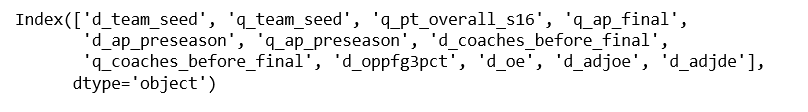 Index(['d_team_seed', 'q_team_seed', 'q_pt_overall_s16', 'q_ap_final',
'd_ap_preseason', 'q_ap_preseason', 'd_coaches_before_final',
'q_coaches_before_final', 'd_oppfg3pct', 'd_oe', 'd_adjoe', 'd_adjde'],
dtype='object')